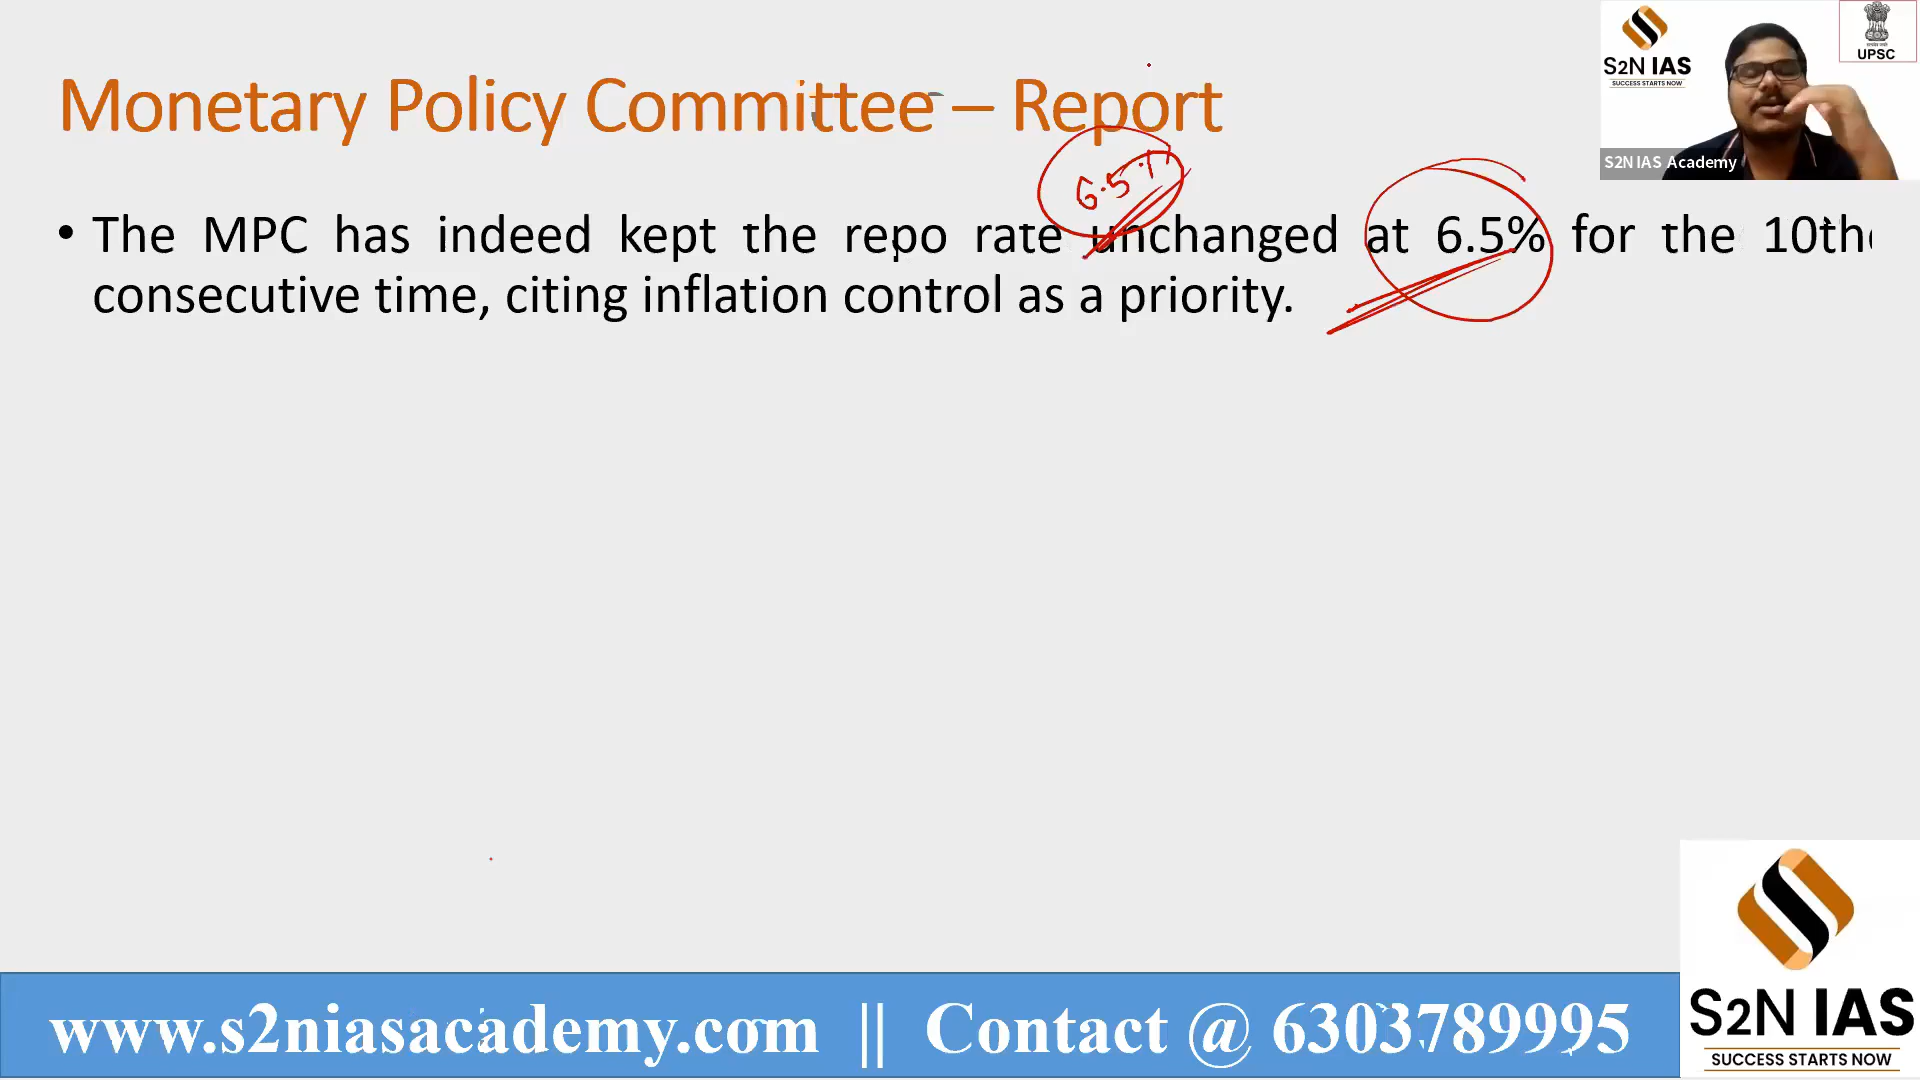 Monetary Policy Committee – Report
S2N IAS
SUCCESS STARTS NOW
UPSC
S2N IAS Academy
6.5%
• The MPC has indeed kept the repo rate unchanged at 6.5% for the 10th
consecutive time, citing inflation control as a priority.
www.s2niasacademy.com || Contact @ 6303789995
S2N IAS
SUCCESS STARTS NOW